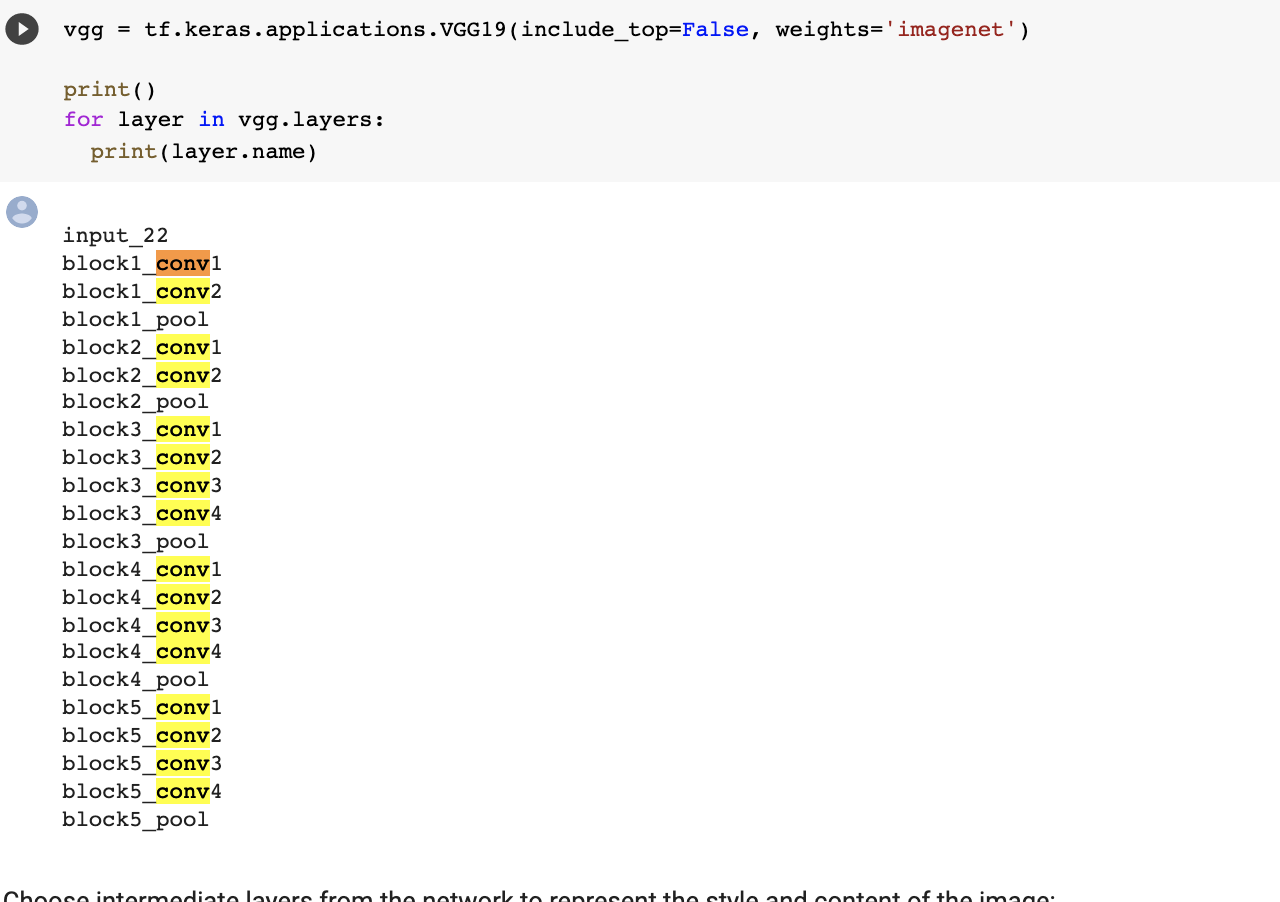 vgg = tf.keras.applications.VGG19(include_top=False, weights='imagenet')
print()
for layer in vgg.layers:
  print(layer.name)
input_22
block1_conv1
block1_conv2
block1_pool
block2_conv1
block2_conv2
block2_pool
block3_conv1
block3_conv2
block3_conv3
block3_conv4
block3_pool
block4_conv1
block4_conv2
block4_conv3
block4_conv4
block4_pool
block5_conv1
block5_conv2
block5_conv3
block5_conv4
block5_pool
Choose intermediate layers from the network to represent the style and content of the image: